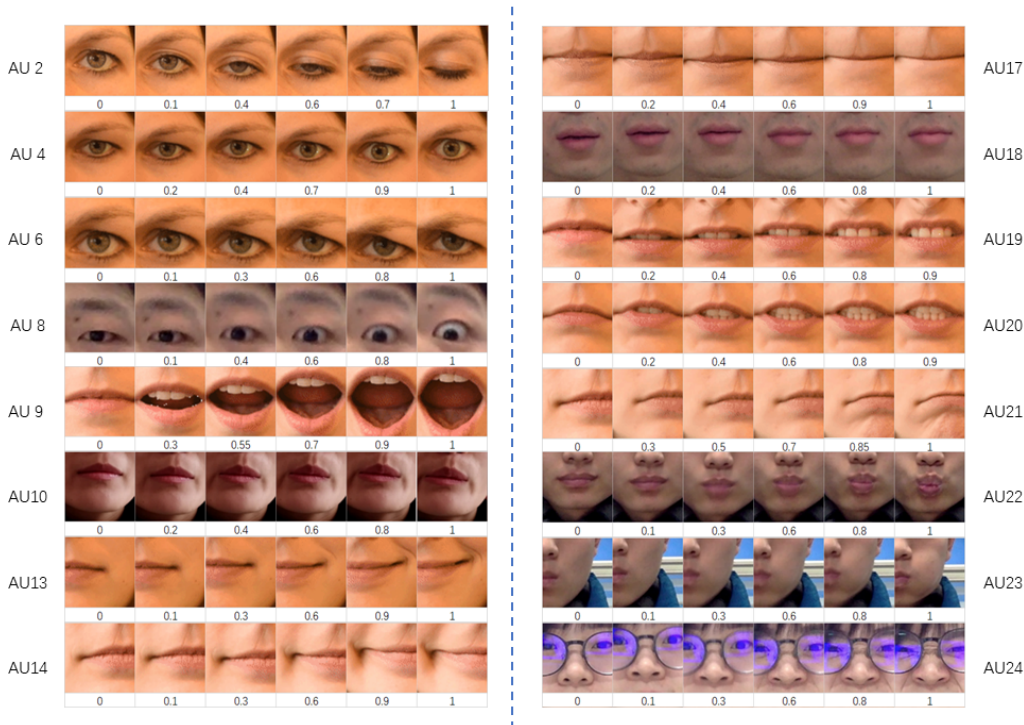 AU 2
0 0.1 0.4 0.6 0.7 1
AU 4
0 0.2 0.4 0.7 0.9 1
AU 6
0 0.1 0.3 0.6 0.8 1
AU 8
0 0.1 0.4 0.6 0.8 1
AU 9
0 0.3 0.55 0.7 0.9 1
AU10
0 0.2 0.4 0.6 0.8 1
AU13
0 0.1 0.3 0.6 0.9 1
AU14
0 0.1 0.3 0.6 0.8 1
AU17
0 0.2 0.4 0.6 0.9 1
AU18
0 0.2 0.4 0.6 0.8 1
AU19
0 0.2 0.4 0.6 0.8 0.9
AU20
0 0.2 0.4 0.6 0.8 0.9
AU21
0 0.3 0.5 0.7 0.85 1
AU22
0 0.1 0.3 0.6 0.8 1
AU23
0 0.1 0.3 0.6 0.8 1
AU24
0 0.1 0.3 0.6 0.8 1